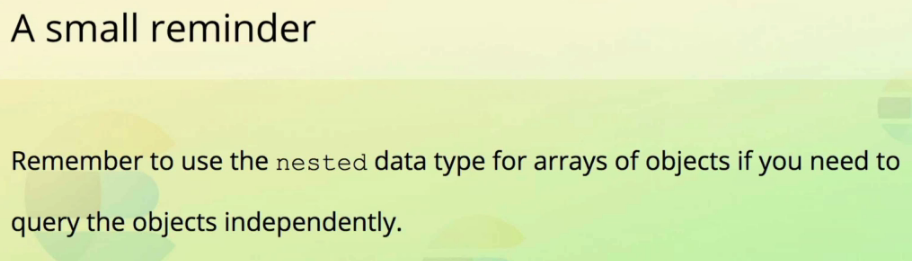 A small reminder
Remember to use the nested data type for arrays of objects if you need to
query the objects independently.